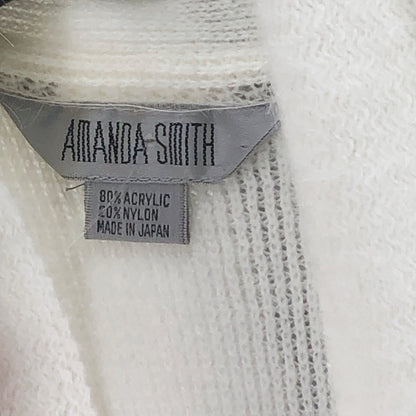 AMANDA SMITH
80% ACRYLIC
20% NYLON
MADE IN JAPAN